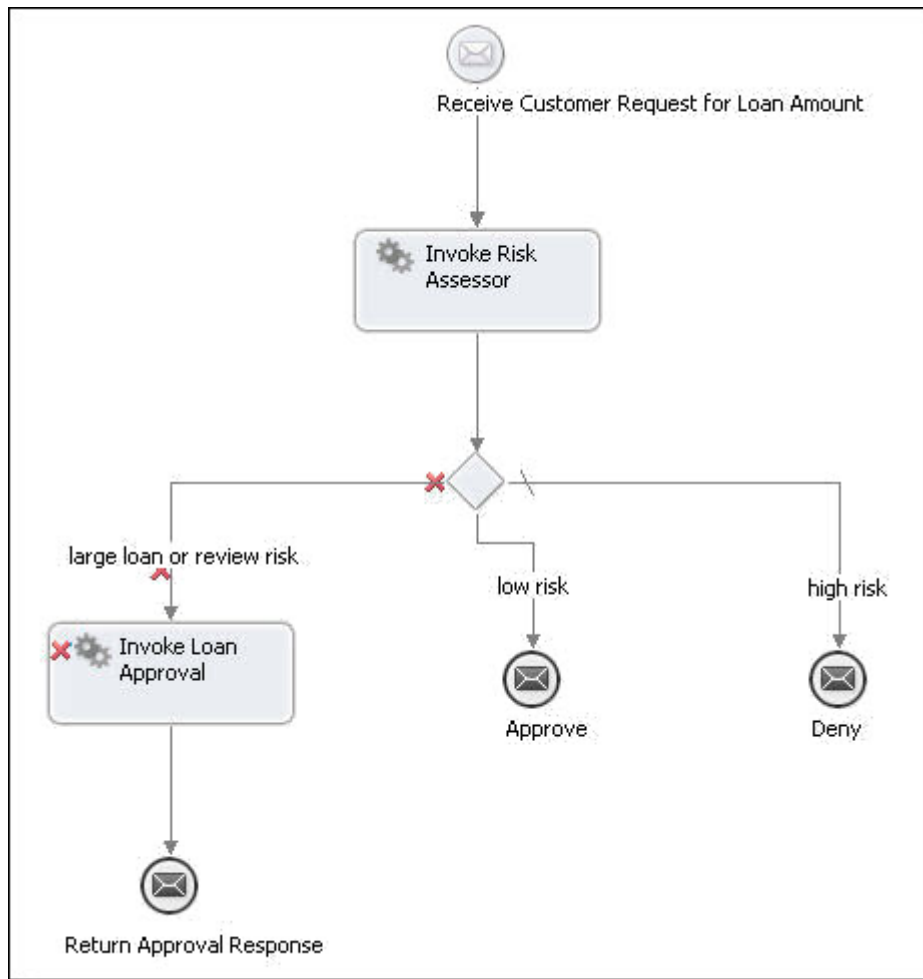 Receive Customer Request for Loan Amount
Invoke Risk
Assessor
large loan or review risk
low risk
high risk
Invoke Loan
Approval
Approve
Deny
Return Approval Response